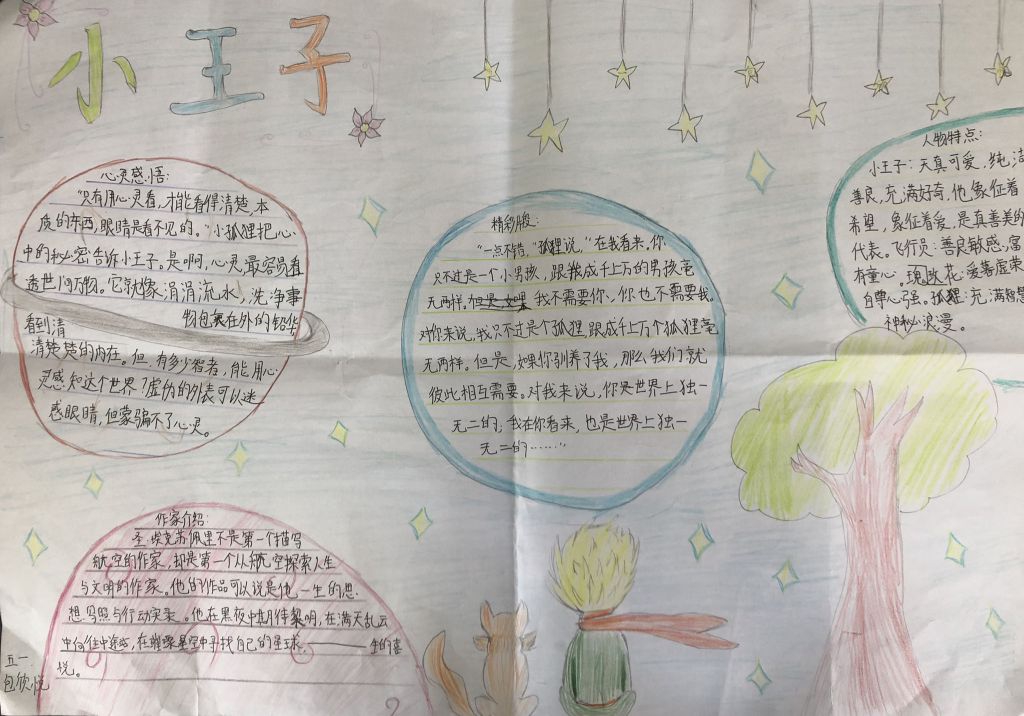 小王子
心灵感悟:
"只有用心灵看,才能看得清楚,本
质的东西,眼睛是看不见的。"小狐狸把心
中的秘密告诉小王子。是啊,心灵最容易看
透世间万物。它就像涓涓流水,洗净事
物包裹在外的铅华
看到清
清楚楚的内在。但有多少智者,能用心
灵感知这个世界?虚伪的外表可以迷
惑眼睛,但蒙骗不了心灵。
精彩片段:
"一点不错,"狐狸说,"在我看来,你
只不过是一个小男孩,跟成千上万的男孩毫
无两样。我不需要你、你也不需要我。
对你来说,我只不过是个狐狸,跟成千上万个狐狸毫
无两样。但是,如果你驯养了我,那么,我们就
彼此相互需要。对我来说,你是世界上独一
无二的;我在你看来,也是世界上独一
无二的……"
人物特点:
小王子:天真可爱,纯洁
善良,充满好奇,他象征着
希望,象征着爱,是真善美的
代表。飞行员:善良敏感,富
有童心。玫花:爱慕虚荣
自尊心强。狐狸:充满智慧
神秘浪漫。
作家介绍:
圣·埃克苏佩里不是第一个描写
航空的作家,却是第一个从航空探索人生
与文明的作家。他的作品可以说是他一生的思
想写照与行动实录。他在黑夜中期待黎明,在满天乱云
中向往中途站,在璀璨星空中寻找自己的星球——生的喜
悦。
五一
包欣悦